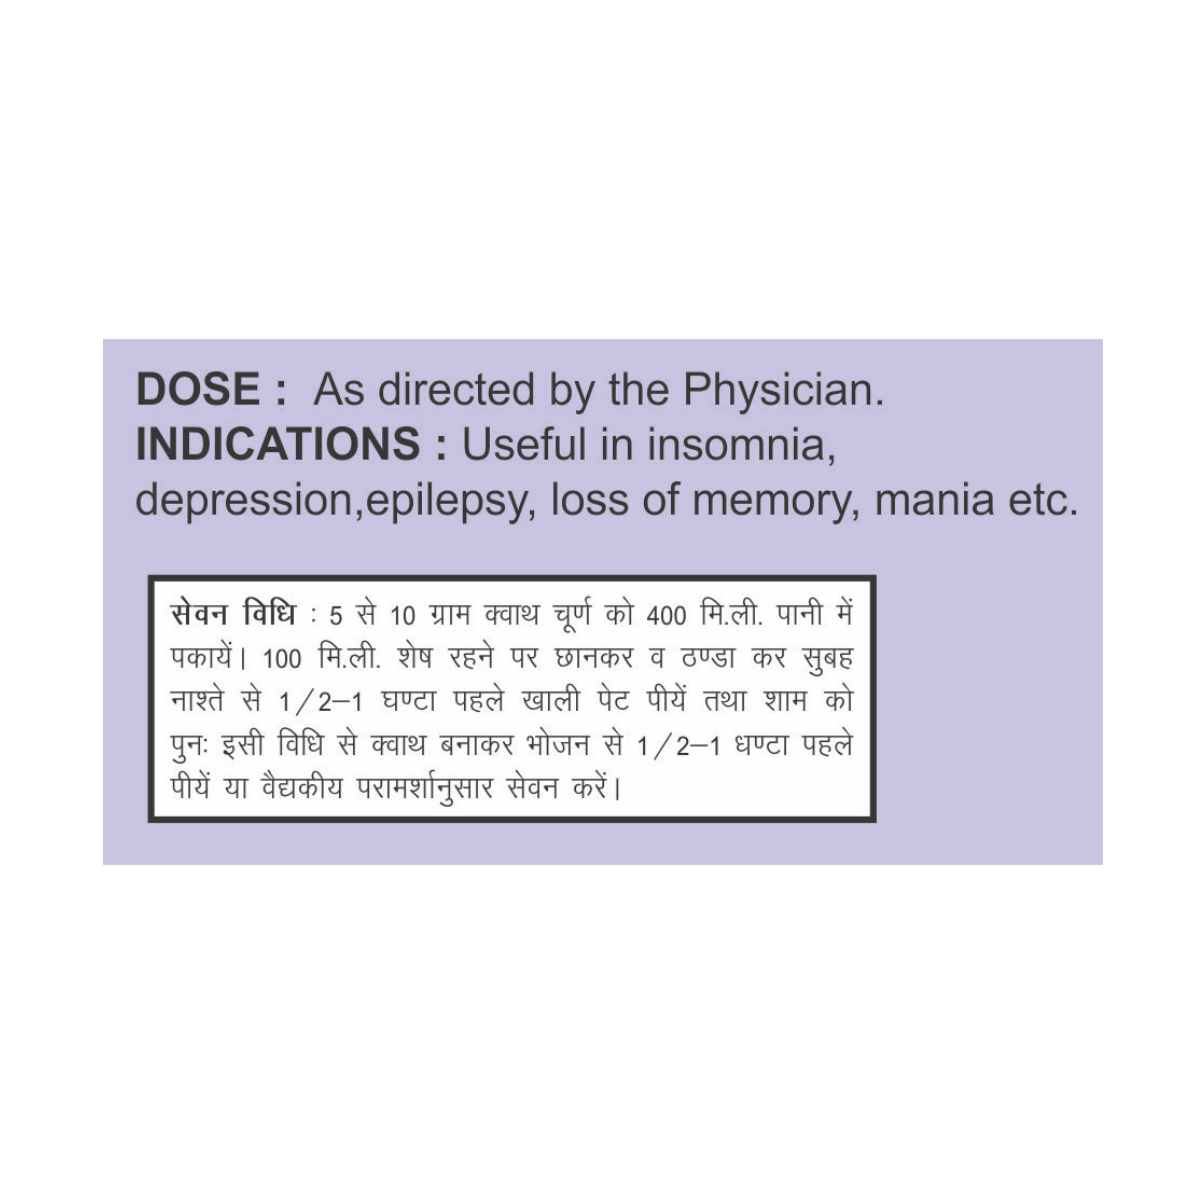 DOSE :  As directed by the Physician.
INDICATIONS : Useful in insomnia,
depression,epilepsy, loss of memory, mania etc.
सेवन विधि : 5 से 10 ग्राम क्वाथ चूर्ण को 400 मि.ली. पानी में
पकायें। 100 मि.ली. शेष रहने पर छानकर व ठण्डा कर सुबह
नाश्ते से 1/2–1 घण्टा पहले खाली पेट पीयें तथा शाम को
पुनः इसी विधि से क्वाथ बनाकर भोजन से 1/2–1 धण्टा पहले
पीयें या वैद्यकीय परामर्शानुसार सेवन करें।